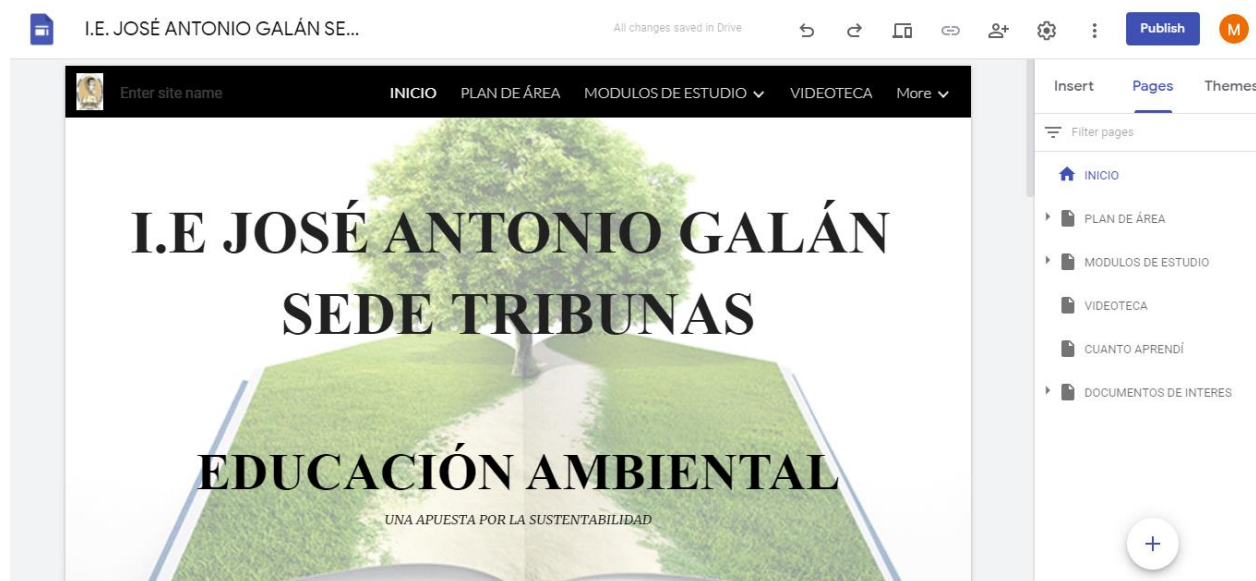 I.E. JOSÉ ANTONIO GALÁN SE...
All changes saved in Drive
Publish
M
Enter site name
INICIO PLAN DE ÁREA MODULOS DE ESTUDIO VIDEOTECA More
Insert Pages Themes
Filter pages
INICIO
PLAN DE ÁREA
MODULOS DE ESTUDIO
VIDEOTECA
CUANTO APRENDÍ
DOCUMENTOS DE INTERES
I.E JOSÉ ANTONIO GALÁN
SEDE TRIBUNAS
EDUCACIÓN AMBIENTAL
UNA APUESTA POR LA SUSTENTABILIDAD